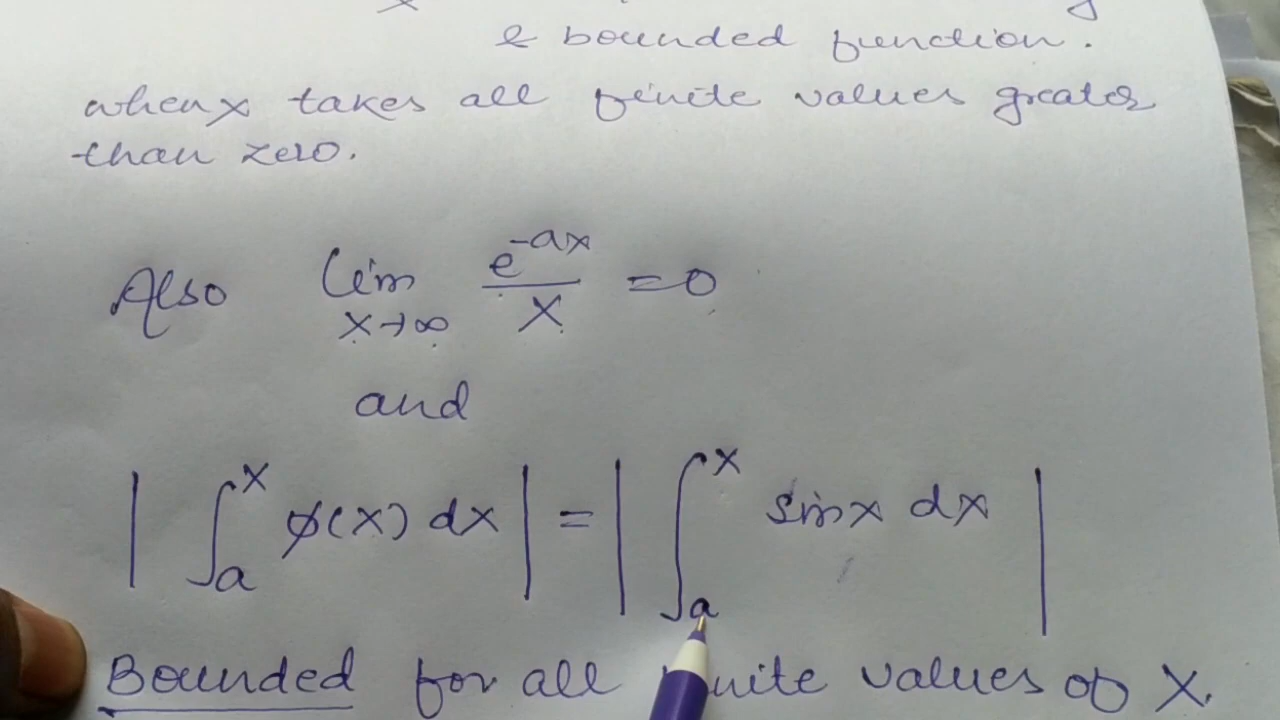 x
& bounded function.
when x takes all finite values greater
than zero.
Also lim x→∞ e^{-ax}/x = 0
and
| ∫_a^x φ(x) dx | = | ∫_a^x sinx dx |
Bounded for all finite values of x.